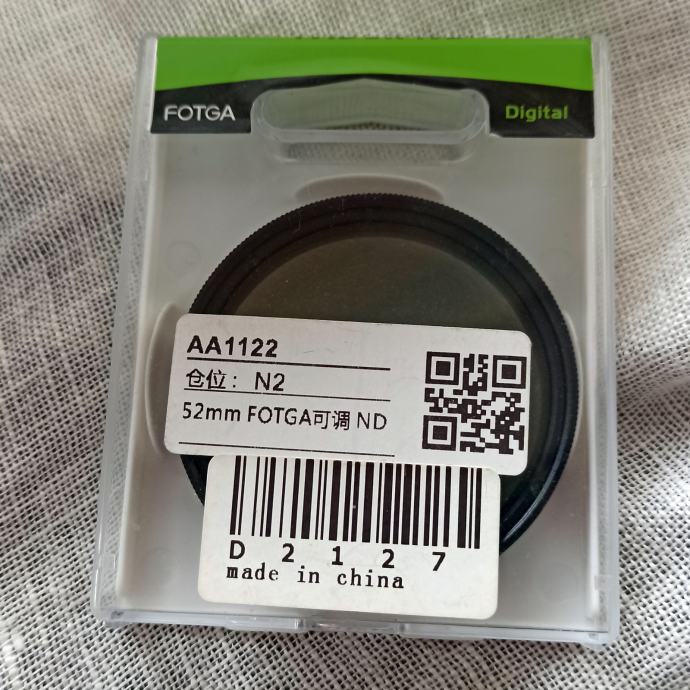 FOTGA
Digital
AA1122
仓位： N2
52mm FOTGA可调 ND
D 2 1 2 7
made in china